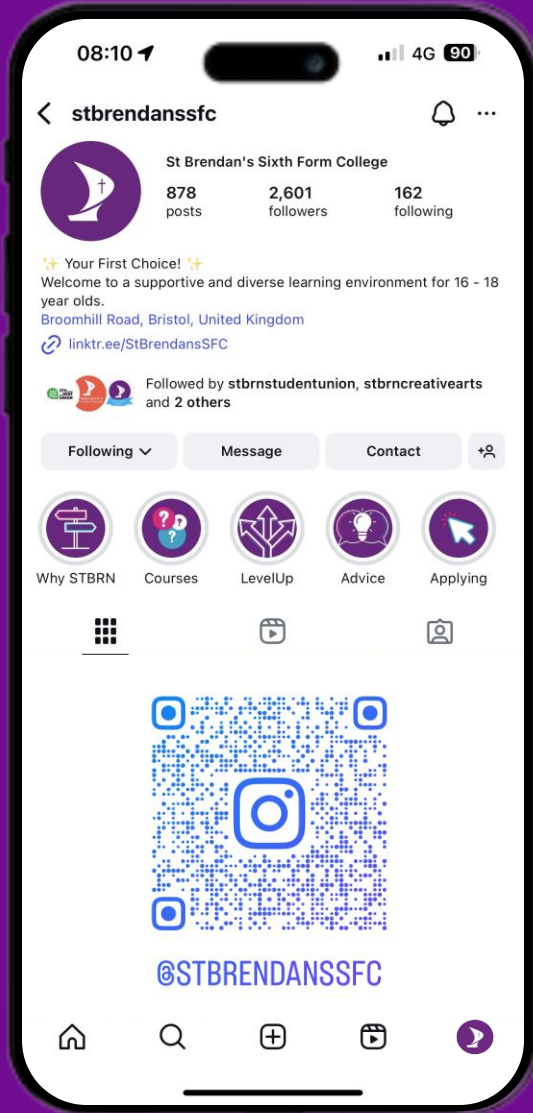 08:10 4G 90
stbrendanssfc
St Brendan's Sixth Form College
878 2,601 162
posts followers following
✨ Your First Choice! ✨
Welcome to a supportive and diverse learning environment for 16 - 18
year olds.
Broomhill Road, Bristol, United Kingdom
linktr.ee/StBrendansSFC
Followed by stbrnstudentunion, stbrncreativearts
and 2 others
Following Message Contact
Why STBRN Courses LevelUp Advice Applying
@STBRENDANSSFC